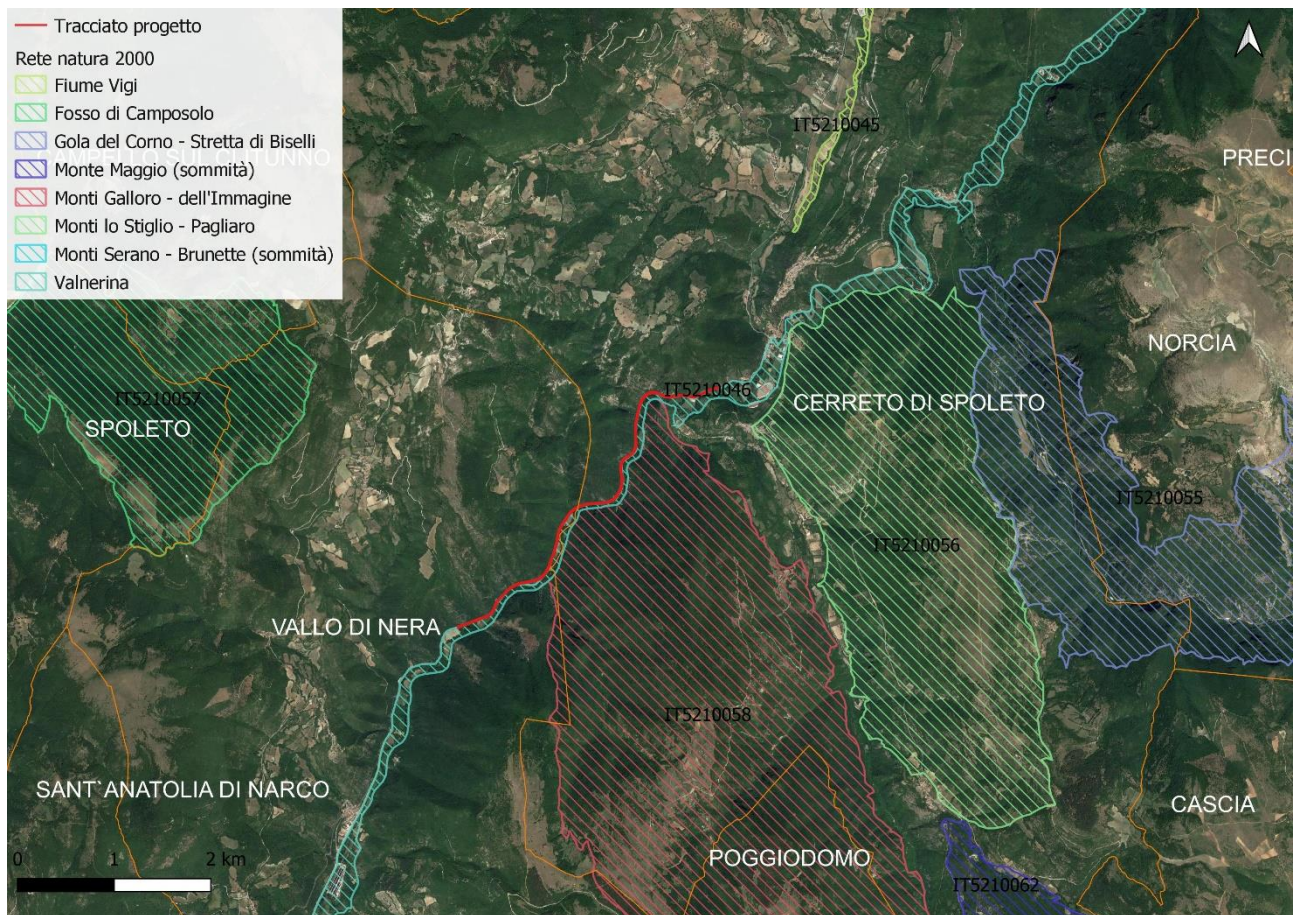 Tracciato progetto
Rete natura 2000
Fiume Vigi
Fosso di Camposolo
Gola del Corno - Stretta di Biselli
CAMPELLO SUL CLITUNNO
Monte Maggio (sommità)
Monti Galloro - dell'Immagine
Monti lo Stiglio - Pagliaro
Monti Serano - Brunette (sommità)
Valnerina
IT5210045
PRECI
NORCIA
IT5210046
IT5210057
CERRETO DI SPOLETO
SPOLETO
IT5210055
IT5210056
VALLO DI NERA
IT5210058
SANT`ANATOLIA DI NARCO
CASCIA
0 1 2 km
POGGIODOMO
IT5210062